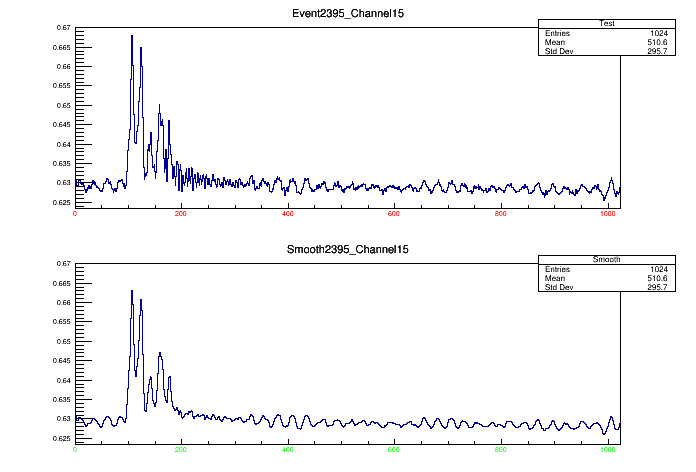 Event2395_Channel15
Test
Entries 1024
Mean 510.6
Std Dev 295.7
0.67
0.665
0.66
0.655
0.65
0.645
0.64
0.635
0.63
0.625
0 200 400 600 800 1000
Smooth2395_Channel15
Smooth
Entries 1024
Mean 510.6
Std Dev 295.7
0.67
0.665
0.66
0.655
0.65
0.645
0.64
0.635
0.63
0.625
0 200 400 600 800 1000